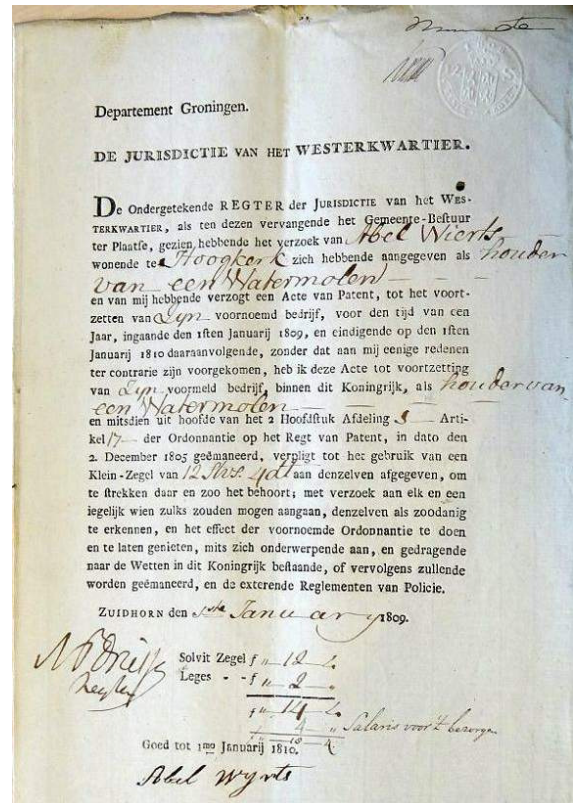 Departement Groningen.
DE JURISDICTIE VAN HET WESTERKWARTIER.
De Ondergetekende REGTER der JURISDICTIE van het WES-
TERKWARTIER, als ten dezen vervangende het Gemeente-Bestuur
ter Plaatse, gezien hebbende het verzoek van Abel Wierts
wonende te Hoogkerk zich hebbende aangegeven als houder
van een Watermolen
en van mij hebbende verzogt een Acte van Patent, tot het voort-
zetten van Zyn voornoemd bedrijf, voor den tijd van een
Jaar, ingaande den 1sten Januarij 1809, en eindigende op den 1sten
Januarij 1810 daaraanvolgende, zonder dat aan mij eenige redenen
ter contrarie zijn voorgekomen, heb ik deze Acte tot voortzetting
van Zyn voormeld bedrijf, binnen dit Koningrijk, als houder van
een Watermolen
en mitsdien uit hoofde van het 2 Hoofdstuk Afdeling 3 Arti-
kel 17 der Ordonnantie op het Regt van Patent, in dato den
2. December 1805 geëmaneerd, verpligt tot het gebruik van een
Klein-Zegel van 12 Stvs. 4 dt aan denzelven afgegeven, om
te strekken daar en zoo het behoort; met verzoek aan elk en een
iegelijk wien zulks zouden mogen aangaan, denzelven als zoodanig
te erkennen, en het effect der voornoemde Ordonnantie te doen
en te laten genieten, mits zich onderwerpende aan, en gedragende
naar de Wetten in dit Koningrijk bestaande, of vervolgens zullende
worden geëmaneerd, en de exterende Reglementen van Policie.
ZUIDHORN den 1ste January 1809.
Solvit Zegel f " 12 4
Leges - - f " 2 "
f " 14 4
" 4 " Salaris voor 't bezorgen
f " 18 4
Goed tot 1mo Januarij 1810.
Abel Wyrts